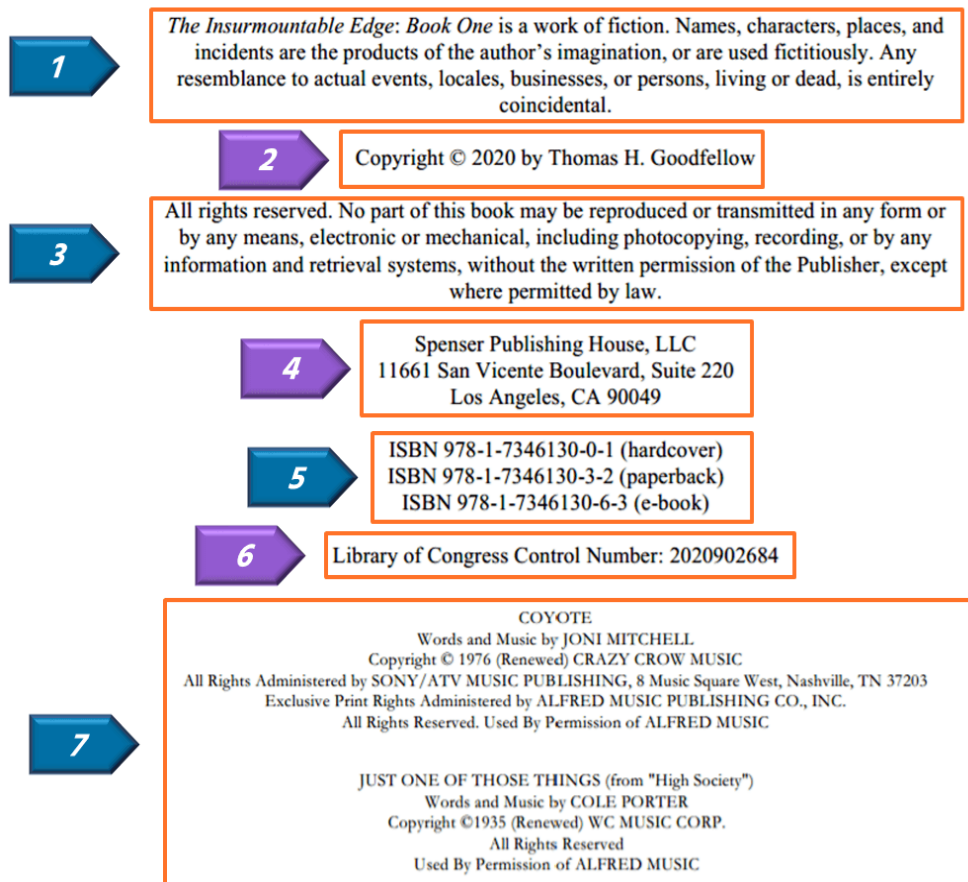 1
The Insurmountable Edge: Book One is a work of fiction. Names, characters, places, and
incidents are the products of the author's imagination, or are used fictitiously. Any
resemblance to actual events, locales, businesses, or persons, living or dead, is entirely
coincidental.
2
Copyright © 2020 by Thomas H. Goodfellow
3
All rights reserved. No part of this book may be reproduced or transmitted in any form or
by any means, electronic or mechanical, including photocopying, recording, or by any
information and retrieval systems, without the written permission of the Publisher, except
where permitted by law.
4
Spenser Publishing House, LLC
11661 San Vicente Boulevard, Suite 220
Los Angeles, CA 90049
5
ISBN 978-1-7346130-0-1 (hardcover)
ISBN 978-1-7346130-3-2 (paperback)
ISBN 978-1-7346130-6-3 (e-book)
6
Library of Congress Control Number: 2020902684
7
COYOTE
Words and Music by JONI MITCHELL
Copyright © 1976 (Renewed) CRAZY CROW MUSIC
All Rights Administered by SONY/ATV MUSIC PUBLISHING, 8 Music Square West, Nashville, TN 37203
Exclusive Print Rights Administered by ALFRED MUSIC PUBLISHING CO., INC.
All Rights Reserved. Used By Permission of ALFRED MUSIC
JUST ONE OF THOSE THINGS (from "High Society")
Words and Music by COLE PORTER
Copyright ©1935 (Renewed) WC MUSIC CORP.
All Rights Reserved
Used By Permission of ALFRED MUSIC